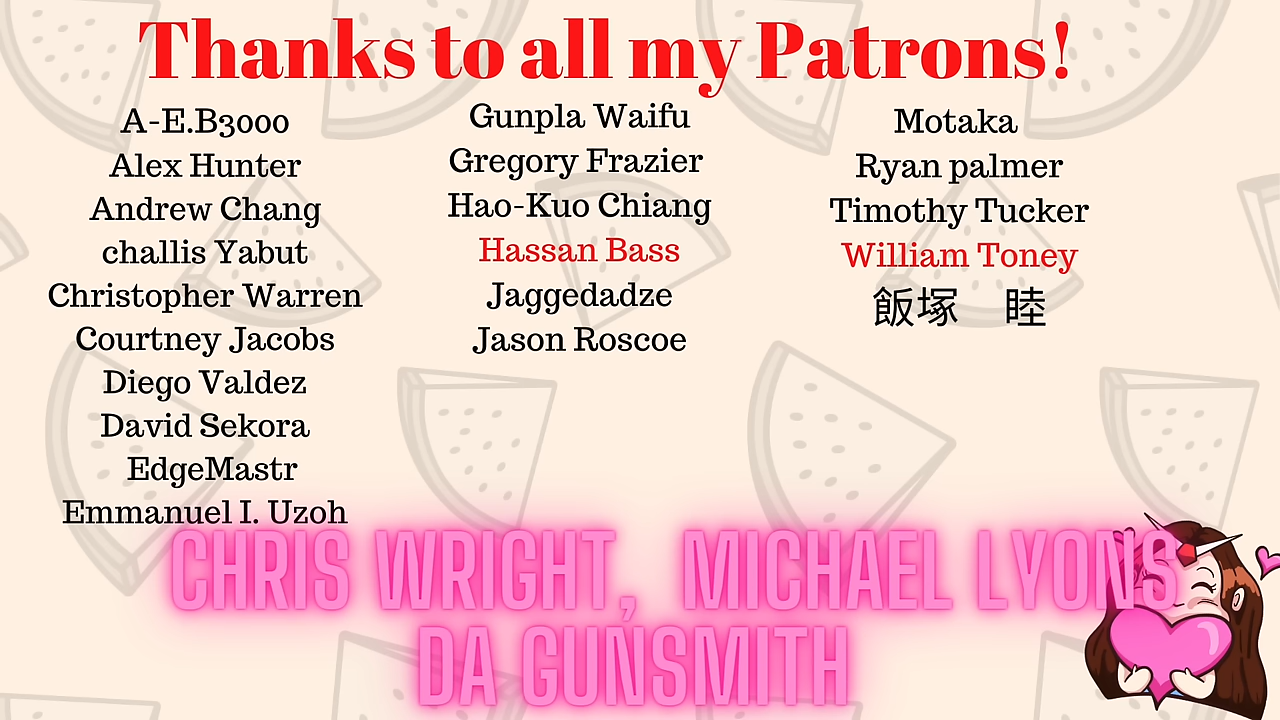 Thanks to all my Patrons!
A-E.B3000
Alex Hunter
Andrew Chang
challis Yabut
Christopher Warren
Courtney Jacobs
Diego Valdez
David Sekora
EdgeMastr
Emmanuel I. Uzoh
Gunpla Waifu
Gregory Frazier
Hao-Kuo Chiang
Hassan Bass
Jaggedadze
Jason Roscoe
Motaka
Ryan palmer
Timothy Tucker
William Toney
飯塚　睦
CHRIS WRIGHT, MICHAEL LYONS
DA GUNSMITH